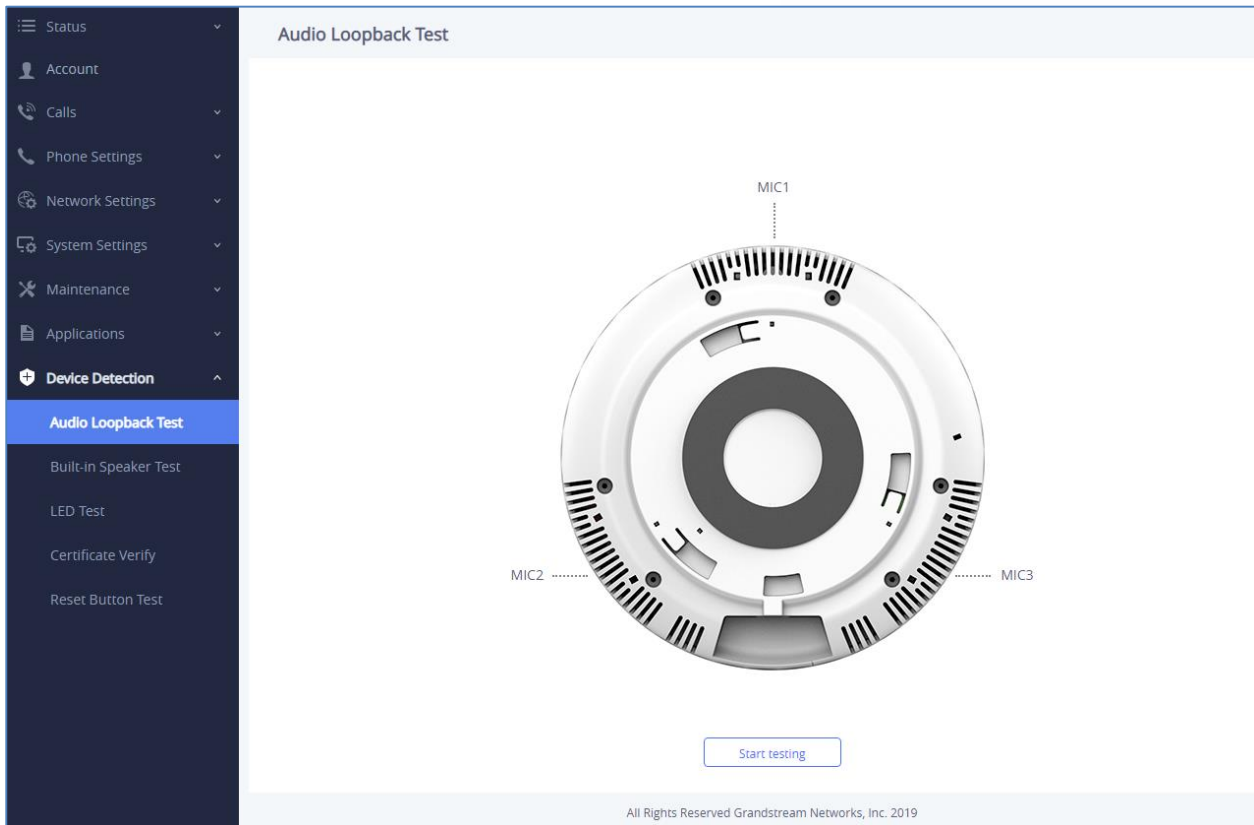 Status
Account
Calls
Phone Settings
Network Settings
System Settings
Maintenance
Applications
Device Detection
Audio Loopback Test
Built-in Speaker Test
LED Test
Certificate Verify
Reset Button Test
Audio Loopback Test
MIC1
MIC2
MIC3
Start testing
All Rights Reserved Grandstream Networks, Inc. 2019